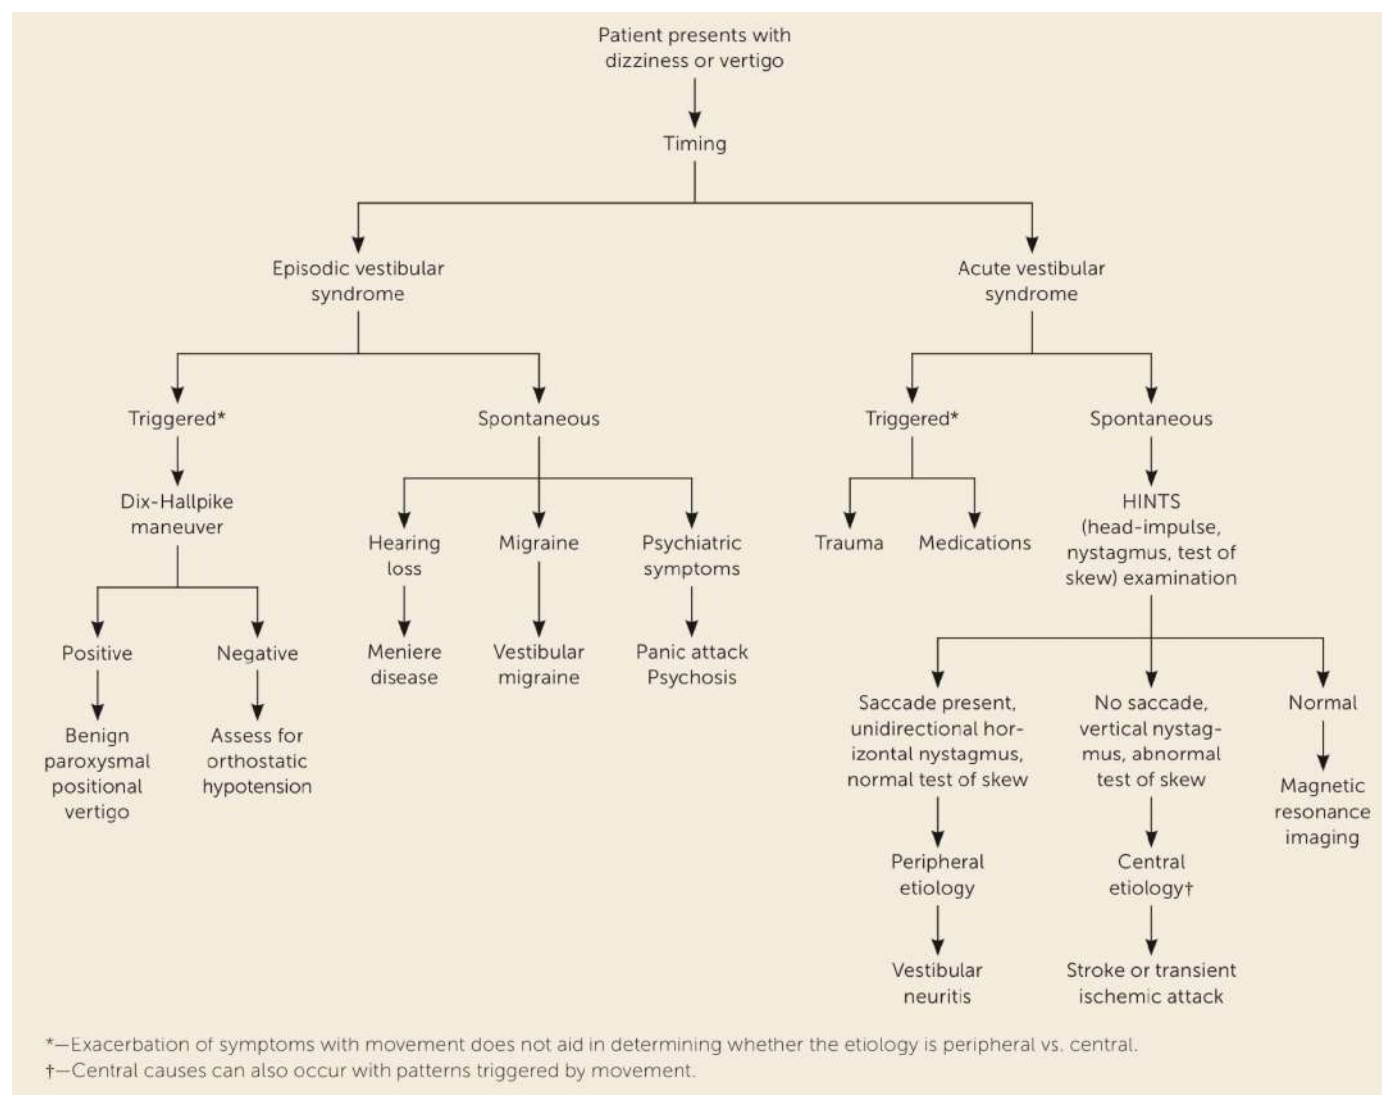 Patient presents with
dizziness or vertigo
Timing
Episodic vestibular
syndrome
Acute vestibular
syndrome
Triggered*
Spontaneous
Triggered*
Spontaneous
Dix-Hallpike
maneuver
Hearing
loss
Migraine
Psychiatric
symptoms
Trauma
Medications
HINTS
(head-impulse,
nystagmus, test of
skew) examination
Positive
Negative
Meniere
disease
Vestibular
migraine
Panic attack
Psychosis
Benign
paroxysmal
positional
vertigo
Assess for
orthostatic
hypotension
Saccade present,
unidirectional hor-
izontal nystagmus,
normal test of skew
No saccade,
vertical nystag-
mus, abnormal
test of skew
Normal
Magnetic
resonance
imaging
Peripheral
etiology
Central
etiology†
Vestibular
neuritis
Stroke or transient
ischemic attack
*—Exacerbation of symptoms with movement does not aid in determining whether the etiology is peripheral vs. central.
†—Central causes can also occur with patterns triggered by movement.